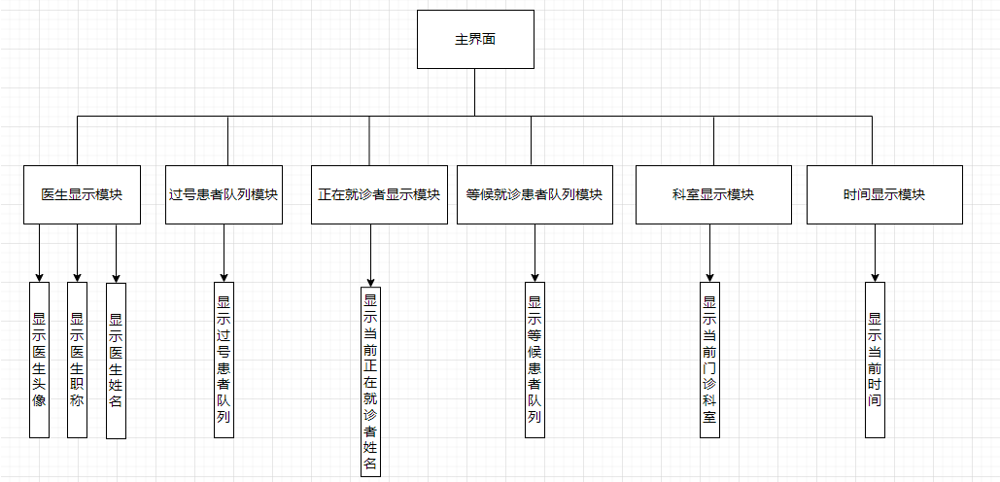 主界面
医生显示模块
过号患者队列模块
正在就诊者显示模块
等候就诊患者队列模块
科室显示模块
时间显示模块
显示医生头像
显示医生职称
显示医生姓名
显示过号患者队列
显示当前正在就诊者姓名
显示等候患者队列
显示当前门诊科室
显示当前时间